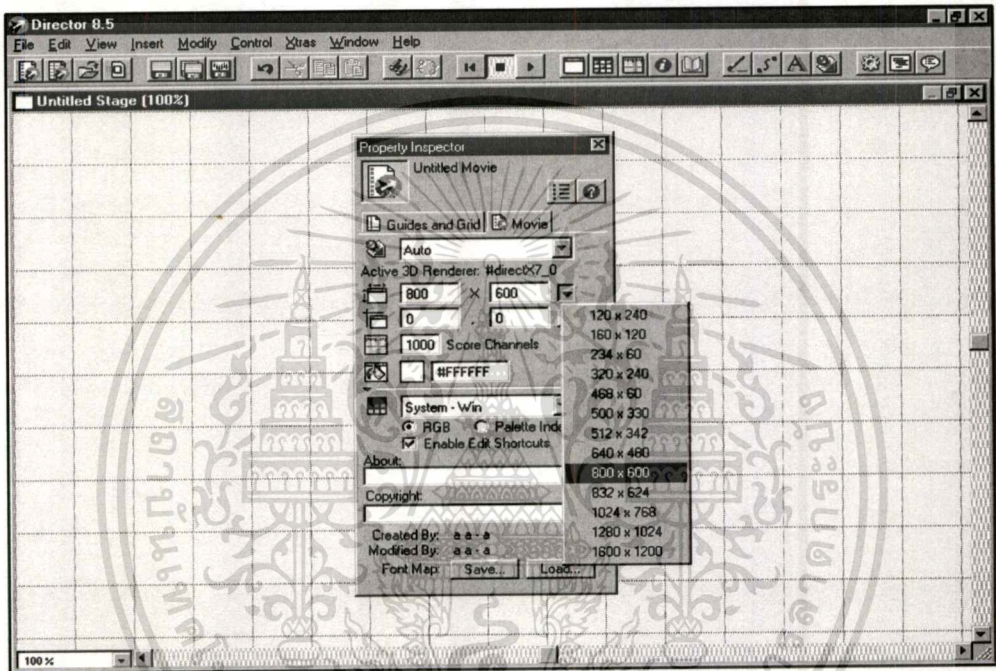 Director 8.5
File Edit View Insert Modify Control Xtras Window Help
Untitled Stage (100%)
Property Inspector
Untitled Movie
Guides and Grid Movie
Auto
Active 3D Renderer: #directX7_0
800 × 600
0 , 0
1000 Score Channels
#FFFFFF
System - Win
RGB Palette Inde
Enable Edit Shortcuts
About:
Copyright:
Created By: a a - a
Modified By: a a - a
Font Map: Save... Load...
120 x 240
160 x 120
234 x 60
320 x 240
468 x 60
500 x 330
512 x 342
640 x 480
800 x 600
832 x 624
1024 x 768
1280 x 1024
1600 x 1200
100 %